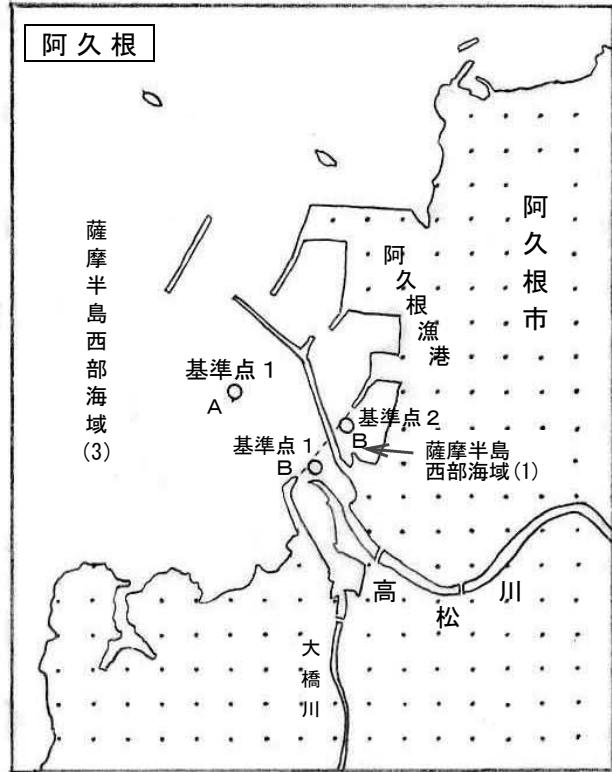 阿久根
薩摩半島西部海域
(3)
阿久根漁港
阿久根市
基準点1
A
基準点2
B
基準点1
B
薩摩半島
西部海域(1)
高松川
大橋川